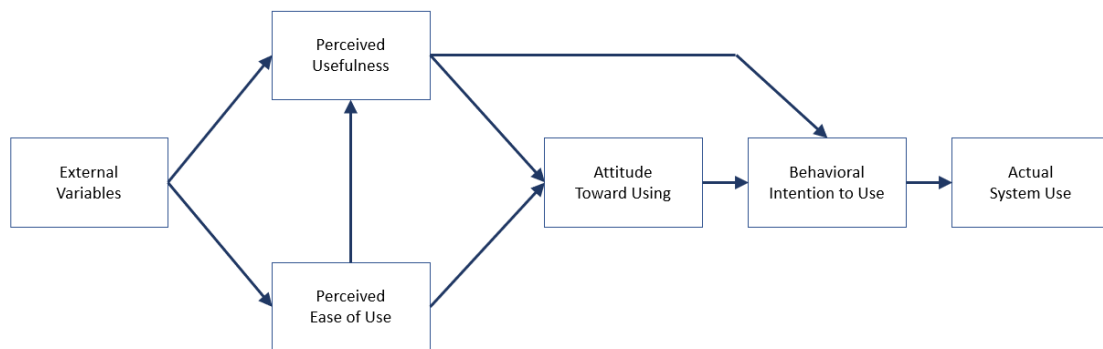 Perceived
Usefulness
External
Variables
Attitude
Toward Using
Behavioral
Intention to Use
Actual
System Use
Perceived
Ease of Use